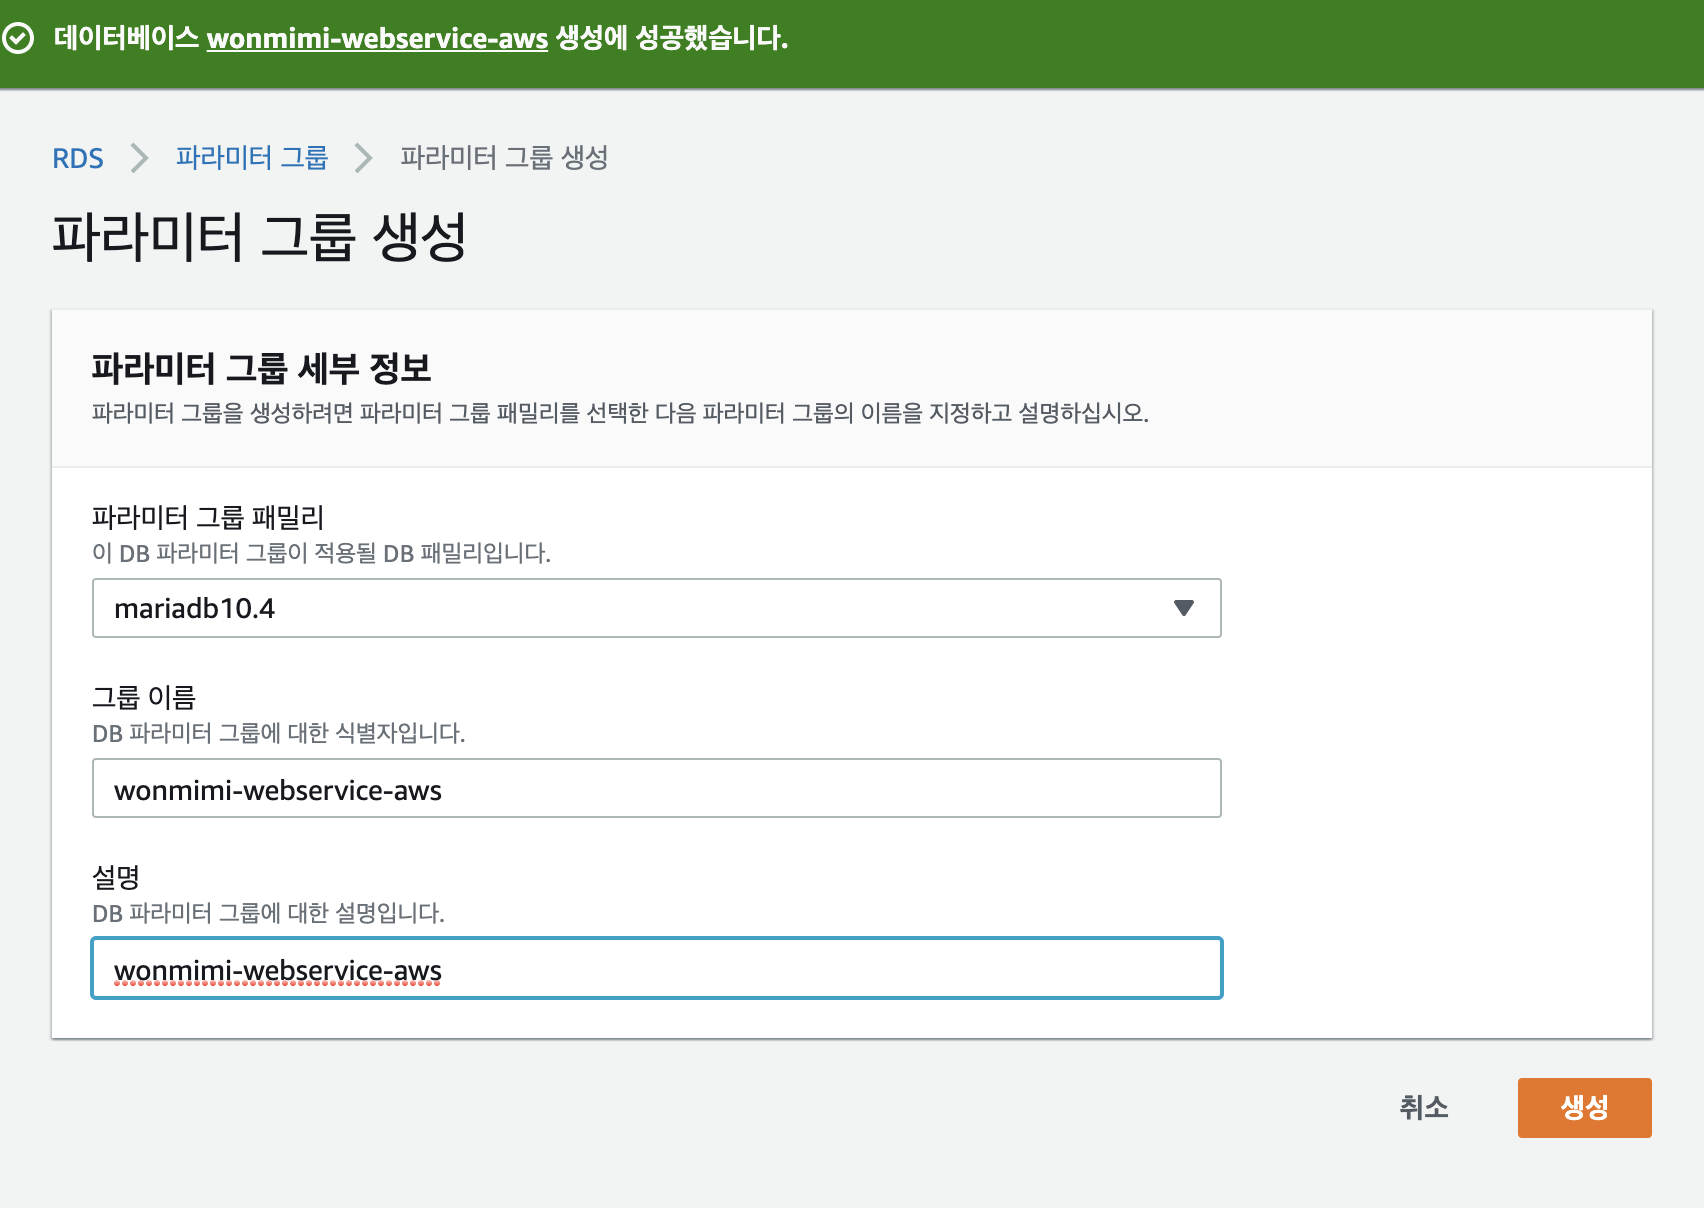 데이터베이스 wonmimi-webservice-aws 생성에 성공했습니다.
RDS > 파라미터 그룹 > 파라미터 그룹 생성
파라미터 그룹 생성
파라미터 그룹 세부 정보
파라미터 그룹을 생성하려면 파라미터 그룹 패밀리를 선택한 다음 파라미터 그룹의 이름을 지정하고 설명하십시오.
파라미터 그룹 패밀리
이 DB 파라미터 그룹이 적용될 DB 패밀리입니다.
mariadb10.4
그룹 이름
DB 파라미터 그룹에 대한 식별자입니다.
wonmimi-webservice-aws
설명
DB 파라미터 그룹에 대한 설명입니다.
wonmimi-webservice-aws
취소 생성